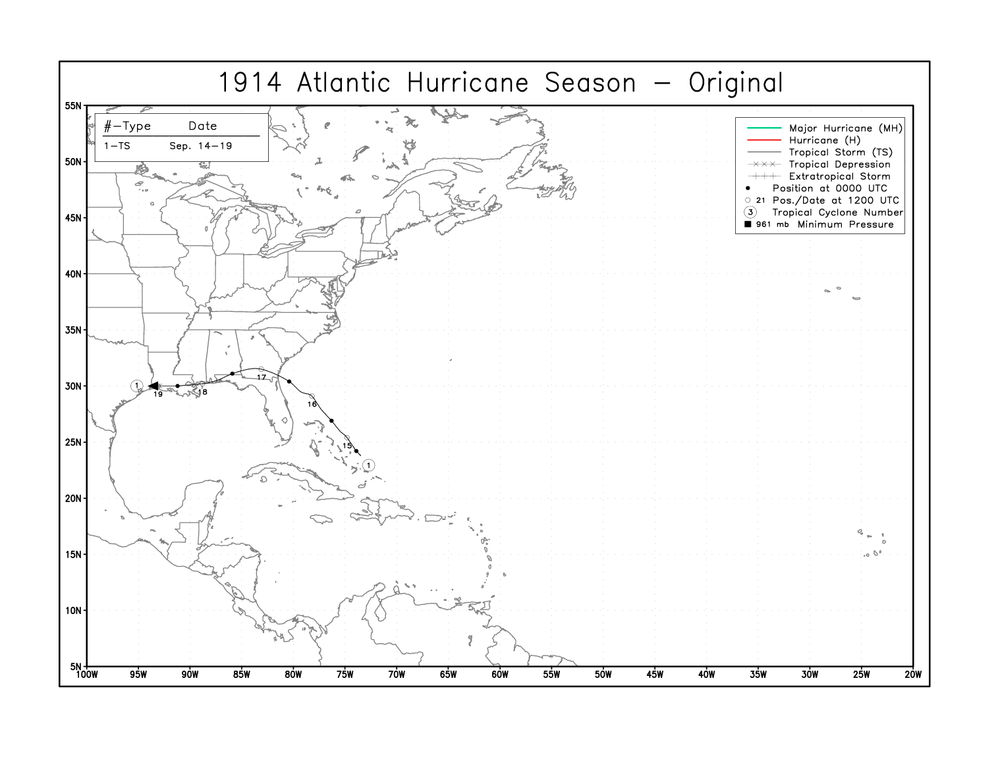 1914 Atlantic Hurricane Season - Original
55N
50N
45N
40N
35N
30N
25N
20N
15N
10N
5N
#-Type Date
1-TS Sep. 14-19
Major Hurricane (MH)
Hurricane (H)
Tropical Storm (TS)
Tropical Depression
Extratropical Storm
Position at 0000 UTC
21 Pos./Date at 1200 UTC
3 Tropical Cyclone Number
961 mb Minimum Pressure
17
1
19
18
16
15
1
100W 95W 90W 85W 80W 75W 70W 65W 60W 55W 50W 45W 40W 35W 30W 25W 20W